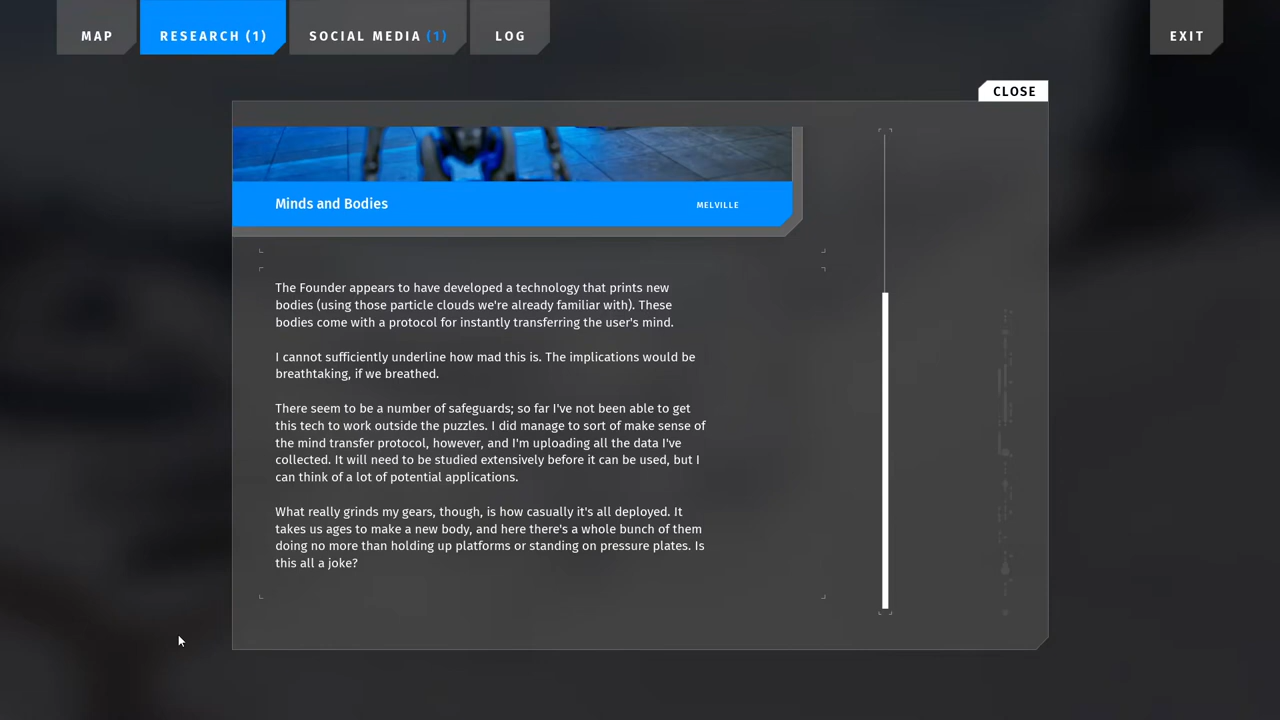 MAP
RESEARCH (1)
SOCIAL MEDIA (1)
LOG
EXIT
CLOSE
Minds and Bodies
MELVILLE
The Founder appears to have developed a technology that prints new
bodies (using those particle clouds we're already familiar with). These
bodies come with a protocol for instantly transferring the user's mind.
I cannot sufficiently underline how mad this is. The implications would be
breathtaking, if we breathed.
There seem to be a number of safeguards; so far I've not been able to get
this tech to work outside the puzzles. I did manage to sort of make sense of
the mind transfer protocol, however, and I'm uploading all the data I've
collected. It will need to be studied extensively before it can be used, but I
can think of a lot of potential applications.
What really grinds my gears, though, is how casually it's all deployed. It
takes us ages to make a new body, and here there's a whole bunch of them
doing no more than holding up platforms or standing on pressure plates. Is
this all a joke?